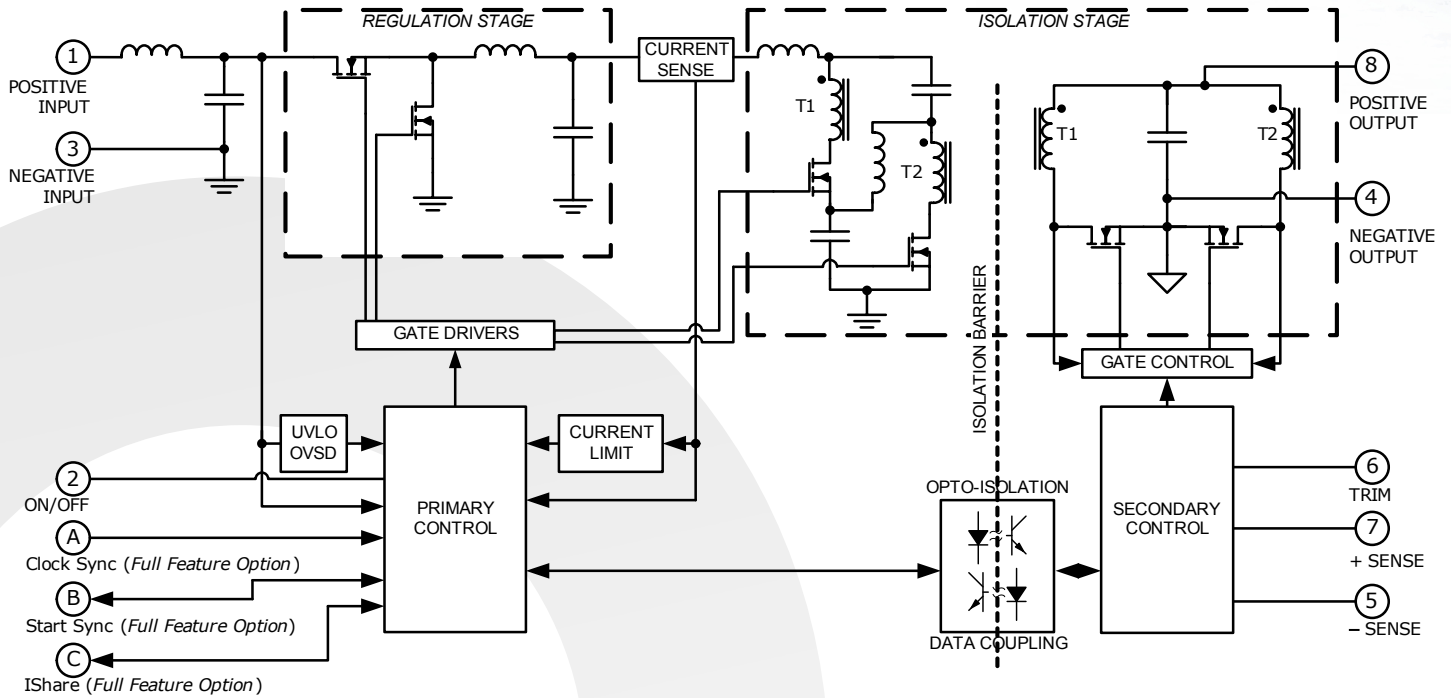 REGULATION STAGE
ISOLATION STAGE
1
POSITIVE
INPUT
3
NEGATIVE
INPUT
CURRENT
SENSE
T1
T2
T1
T2
8
POSITIVE
OUTPUT
4
NEGATIVE
OUTPUT
GATE DRIVERS
ISOLATION BARRIER
GATE CONTROL
UVLO
OVSD
CURRENT
LIMIT
2
ON/OFF
A
Clock Sync (Full Feature Option)
B
Start Sync (Full Feature Option)
C
IShare (Full Feature Option)
PRIMARY
CONTROL
OPTO-ISOLATION
DATA COUPLING
SECONDARY
CONTROL
6
TRIM
7
+ SENSE
5
– SENSE